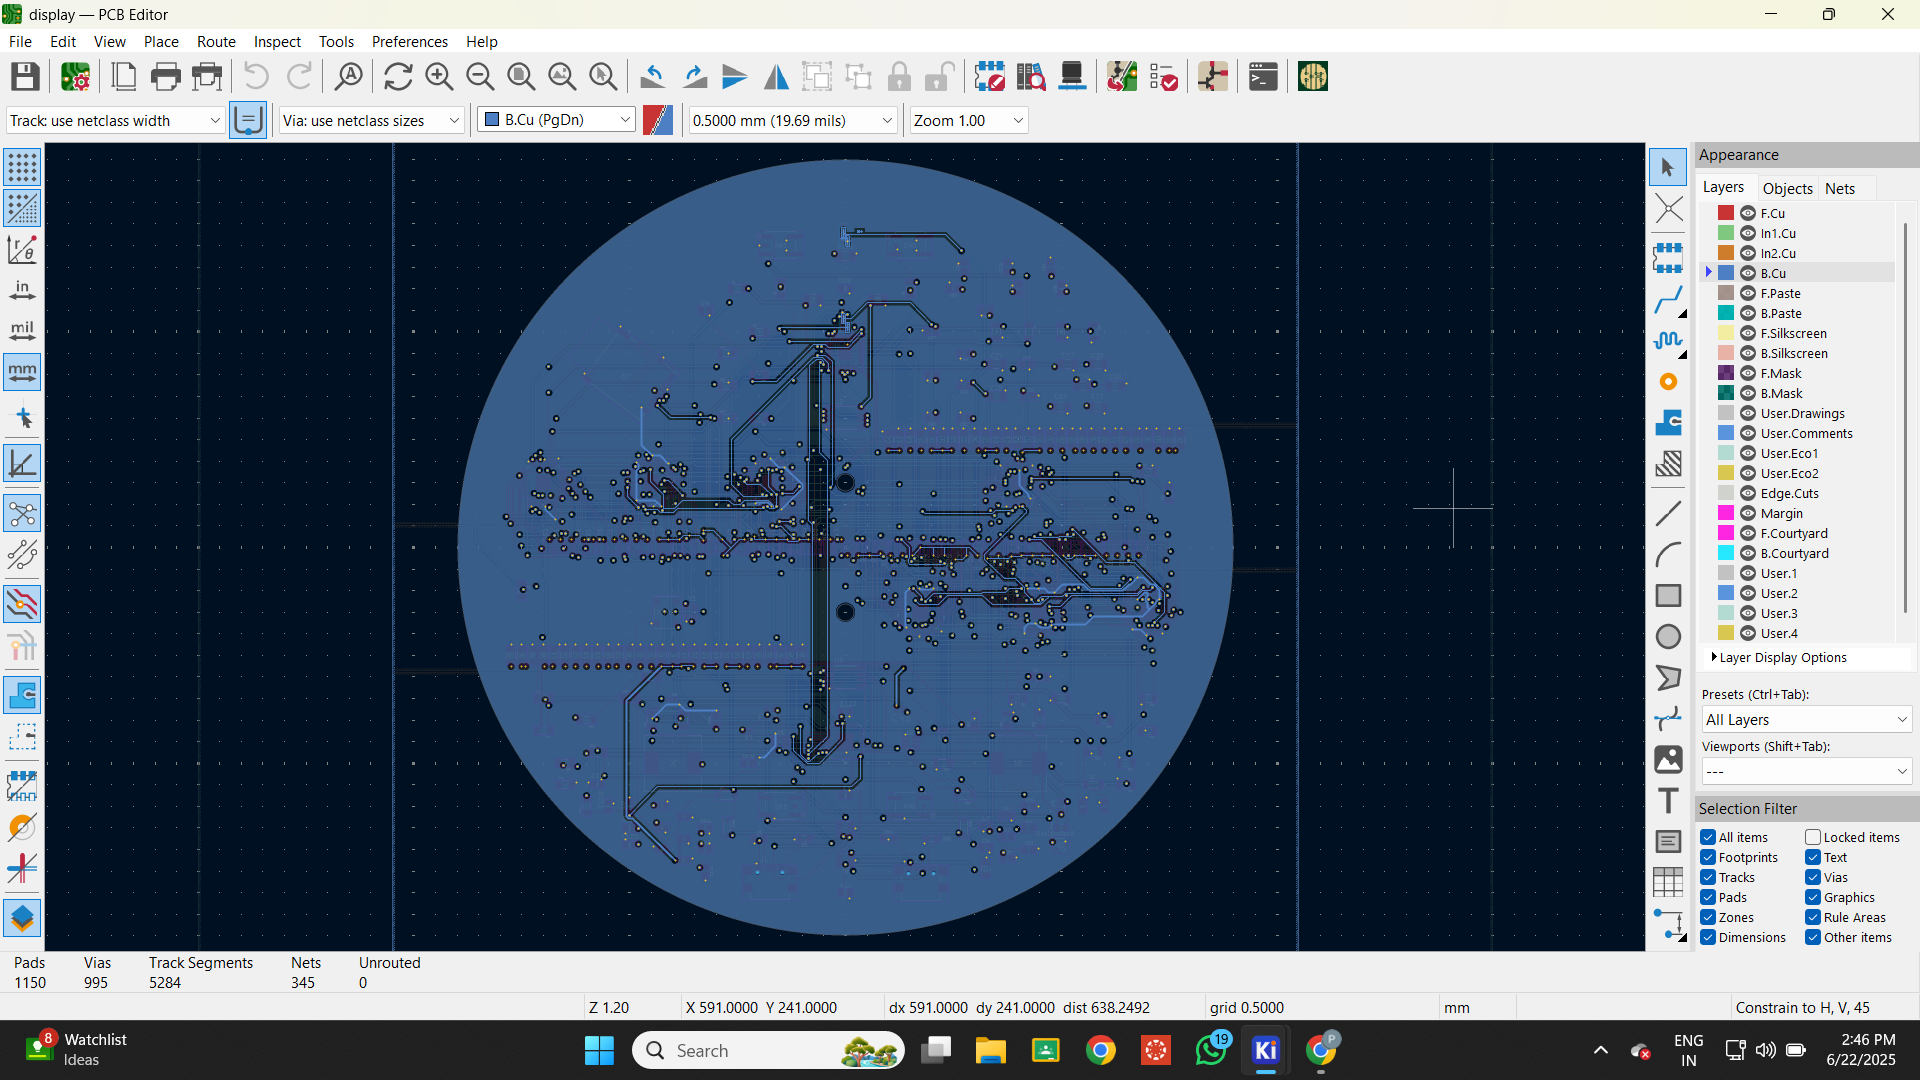 display — PCB Editor
File Edit View Place Route Inspect Tools Preferences Help
Track: use netclass width
Via: use netclass sizes
B.Cu (PgDn)
0.5000 mm (19.69 mils)
Zoom 1.00
in
mil
mm
Appearance
Layers Objects Nets
F.Cu
In1.Cu
In2.Cu
B.Cu
F.Paste
B.Paste
F.Silkscreen
B.Silkscreen
F.Mask
B.Mask
User.Drawings
User.Comments
User.Eco1
User.Eco2
Edge.Cuts
Margin
F.Courtyard
B.Courtyard
User.1
User.2
User.3
User.4
Layer Display Options
Presets (Ctrl+Tab):
All Layers
Viewports (Shift+Tab):
---
Selection Filter
All items Locked items
Footprints Text
Tracks Vias
Pads Graphics
Zones Rule Areas
Dimensions Other items
Pads Vias Track Segments Nets Unrouted
1150 995 5284 345 0
Z 1.20 X 591.0000 Y 241.0000 dx 591.0000 dy 241.0000 dist 638.2492 grid 0.5000 mm Constrain to H, V, 45
8
Watchlist
Ideas
Search
19
Ki
P
ENG
IN
2:46 PM
6/22/2025